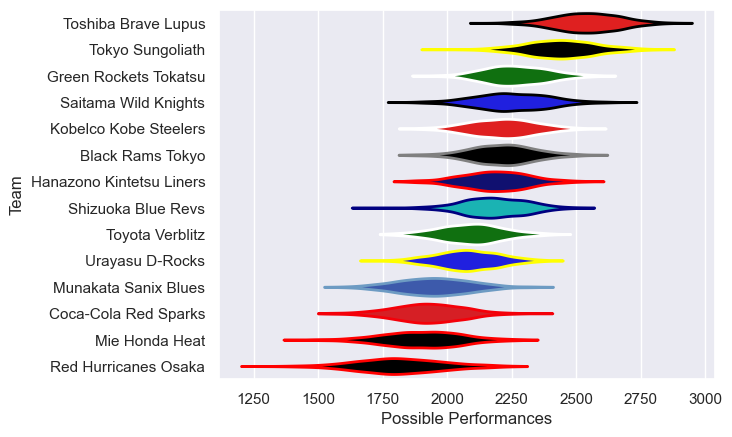 Toshiba Brave Lupus
Tokyo Sungoliath
Green Rockets Tokatsu
Saitama Wild Knights
Kobelco Kobe Steelers
Black Rams Tokyo
Hanazono Kintetsu Liners
Shizuoka Blue Revs
Toyota Verblitz
Urayasu D-Rocks
Munakata Sanix Blues
Coca-Cola Red Sparks
Mie Honda Heat
Red Hurricanes Osaka
Team
1250 1500 1750 2000 2250 2500 2750 3000
Possible Performances